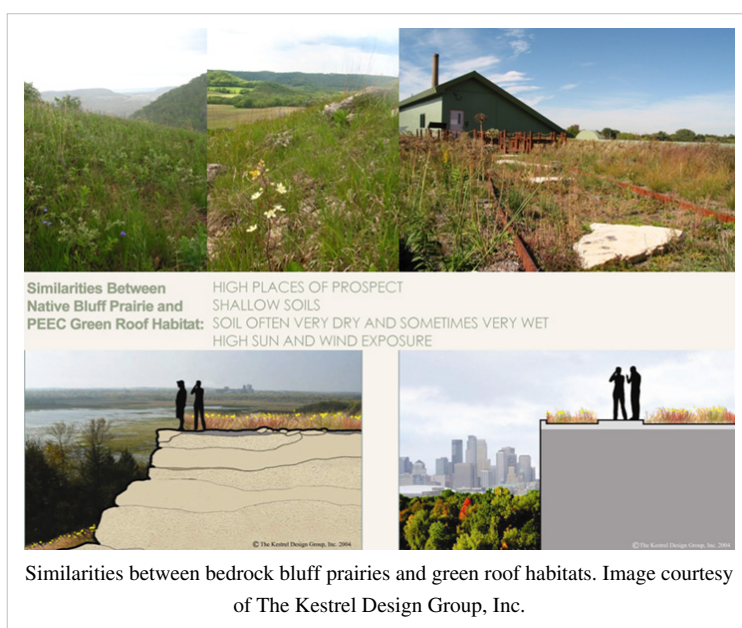 Similarities Between
Native Bluff Prairie and
PEEC Green Roof Habitat:
HIGH PLACES OF PROSPECT
SHALLOW SOILS
SOIL OFTEN VERY DRY AND SOMETIMES VERY WET
HIGH SUN AND WIND EXPOSURE
© The Kestrel Design Group, Inc. 2004
© The Kestrel Design Group, Inc. 2004
Similarities between bedrock bluff prairies and green roof habitats. Image courtesy
of The Kestrel Design Group, Inc.